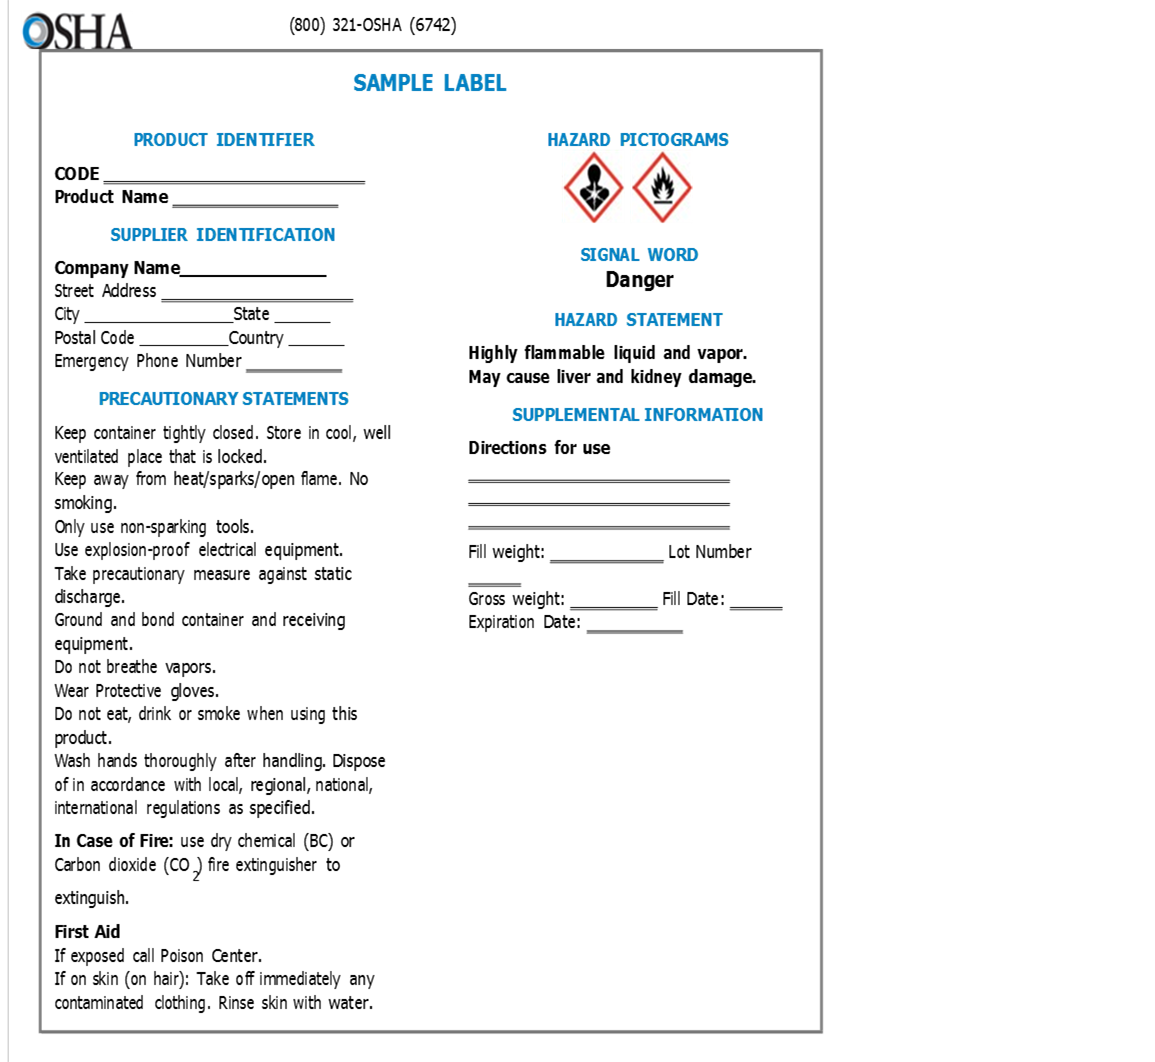 OSHA
(800) 321-OSHA (6742)
SAMPLE LABEL
PRODUCT IDENTIFIER
CODE
Product Name
SUPPLIER IDENTIFICATION
Company Name
Street Address
City State
Postal Code Country
Emergency Phone Number
PRECAUTIONARY STATEMENTS
Keep container tightly closed. Store in cool, well
ventilated place that is locked.
Keep away from heat/sparks/open flame. No
smoking.
Only use non-sparking tools.
Use explosion-proof electrical equipment.
Take precautionary measure against static
discharge.
Ground and bond container and receiving
equipment.
Do not breathe vapors.
Wear Protective gloves.
Do not eat, drink or smoke when using this
product.
Wash hands thoroughly after handling. Dispose
of in accordance with local, regional, national,
international regulations as specified.
In Case of Fire: use dry chemical (BC) or
Carbon dioxide (CO2) fire extinguisher to
extinguish.
First Aid
If exposed call Poison Center.
If on skin (on hair): Take off immediately any
contaminated clothing. Rinse skin with water.
HAZARD PICTOGRAMS
SIGNAL WORD
Danger
HAZARD STATEMENT
Highly flammable liquid and vapor.
May cause liver and kidney damage.
SUPPLEMENTAL INFORMATION
Directions for use
Fill weight: Lot Number
Gross weight: Fill Date:
Expiration Date: